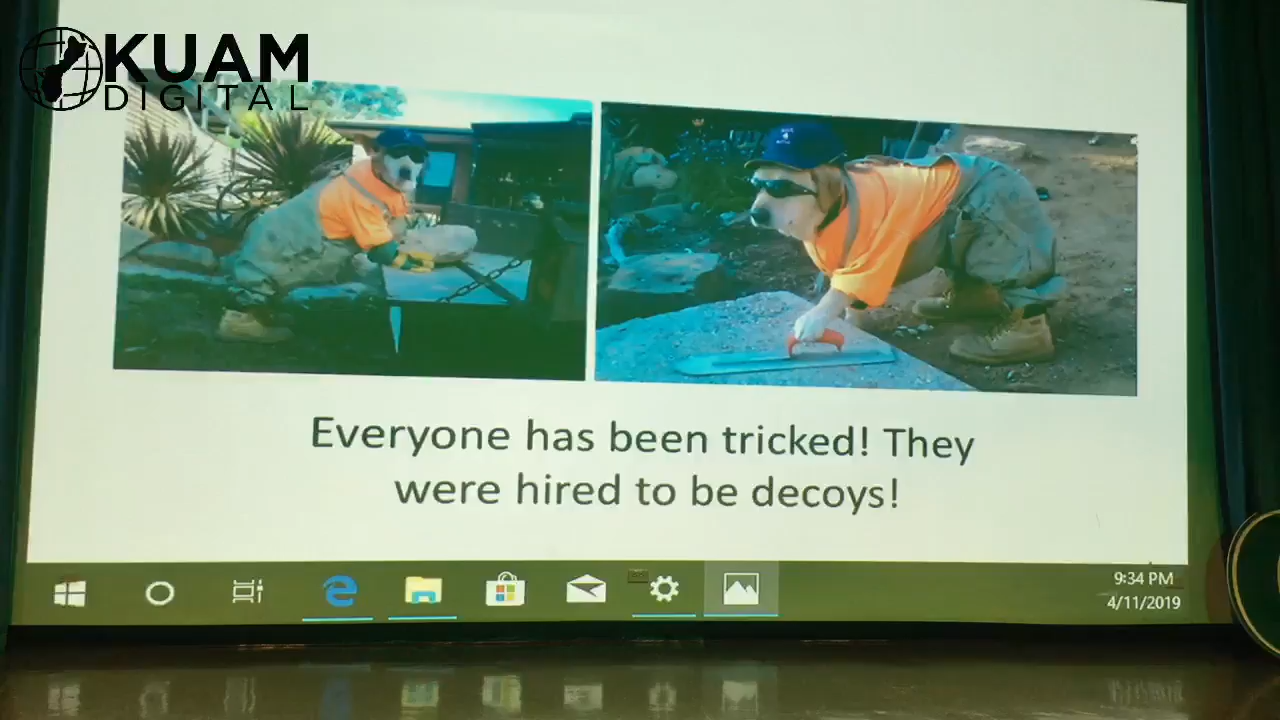 KUAM
DIGITAL
Everyone has been tricked! They
were hired to be decoys!
9:34 PM
4/11/2019